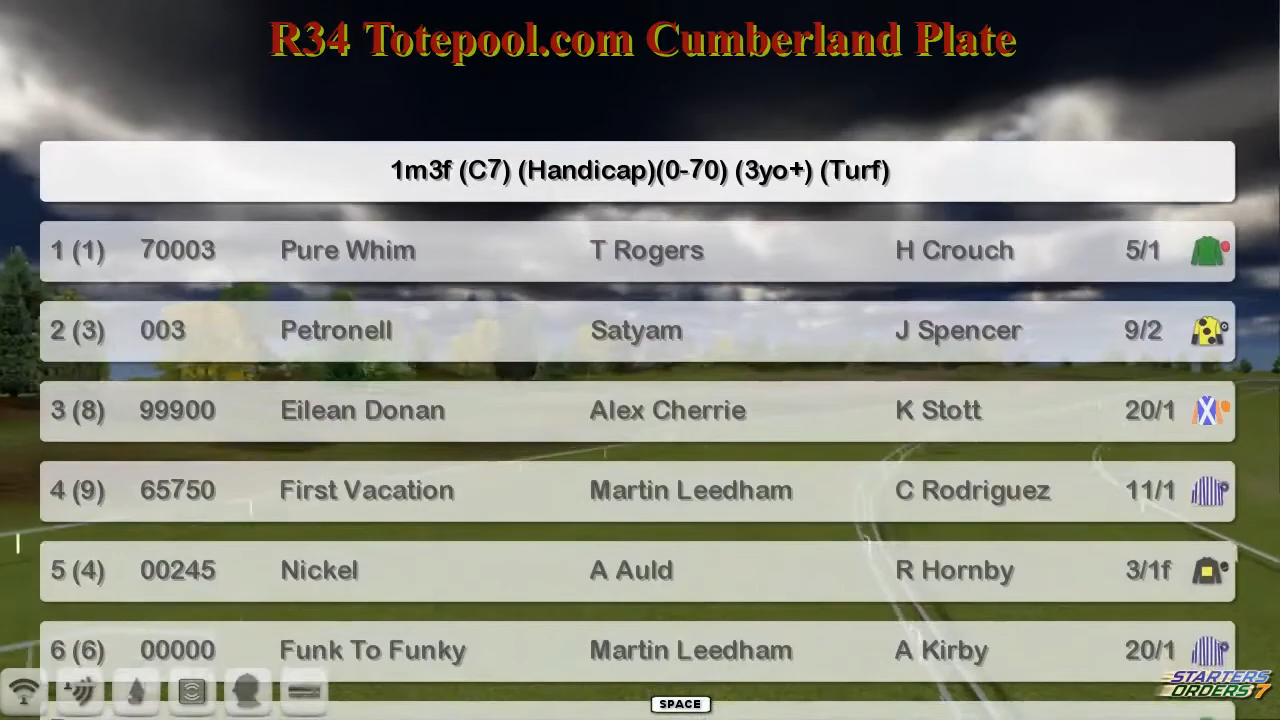 R34 Totepool.com Cumberland Plate
1m3f (C7) (Handicap)(0-70) (3yo+) (Turf)
1 (1) 70003 Pure Whim T Rogers H Crouch 5/1
2 (3) 003 Petronell Satyam J Spencer 9/2
3 (8) 99900 Eilean Donan Alex Cherrie K Stott 20/1
4 (9) 65750 First Vacation Martin Leedham C Rodriguez 11/1
5 (4) 00245 Nickel A Auld R Hornby 3/1f
6 (6) 00000 Funk To Funky Martin Leedham A Kirby 20/1
STARTERS
ORDERS 7
SPACE